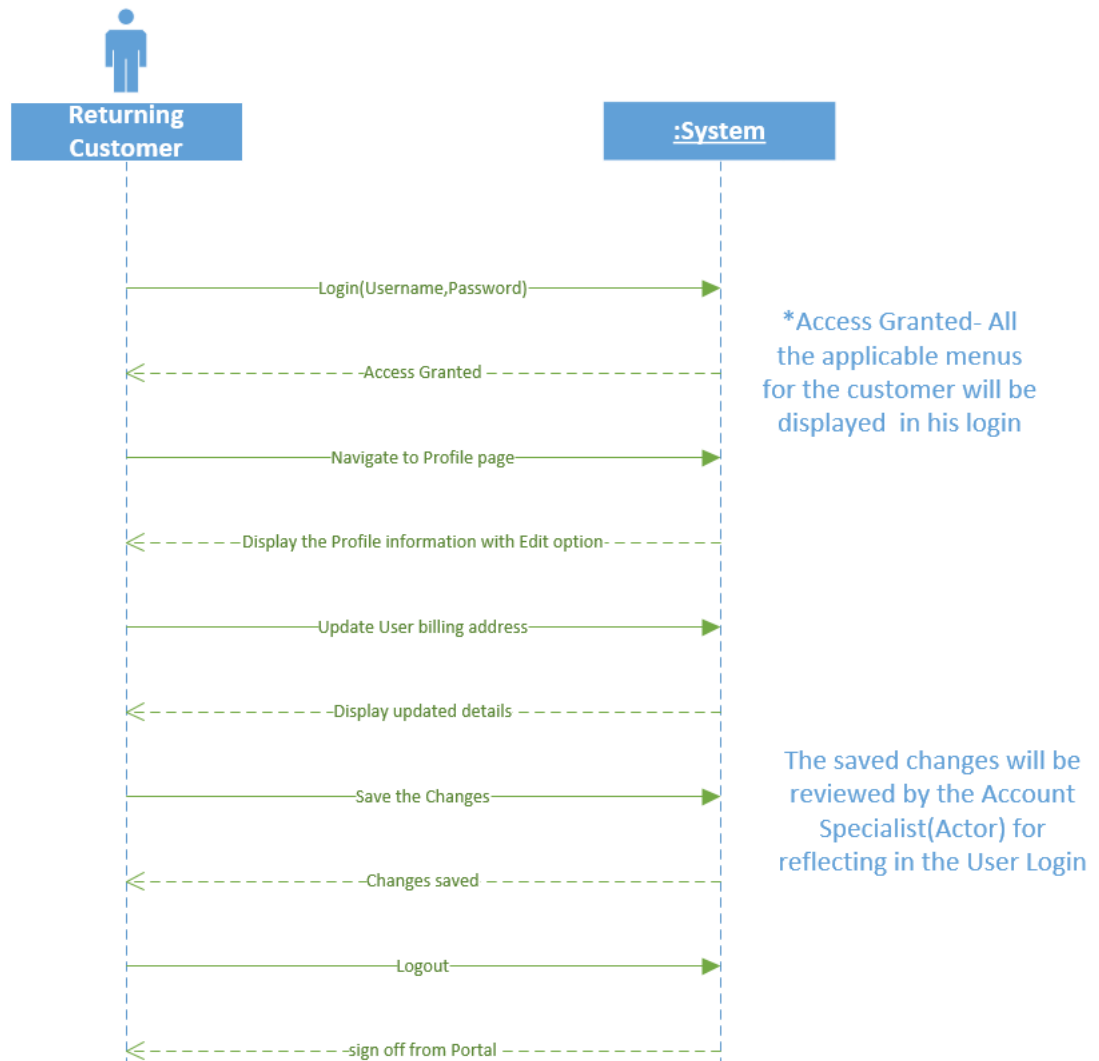 Returning
Customer
:System
Login(Username,Password)
*Access Granted- All
the applicable menus
for the customer will be
displayed in his login
Access Granted
Navigate to Profile page
Display the Profile information with Edit option
Update User billing address
Display updated details
The saved changes will be
reviewed by the Account
Specialist(Actor) for
reflecting in the User Login
Save the Changes
Changes saved
Logout
sign off from Portal